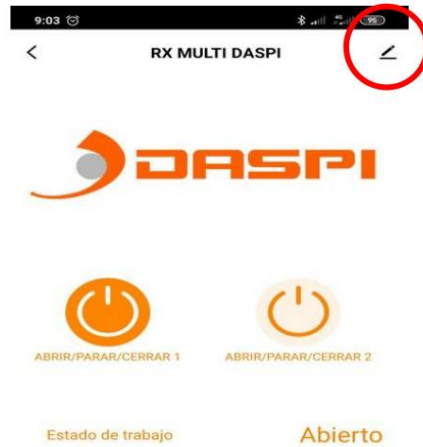 9:03
95
RX MULTI DASPI
DASPI
ABRIR/PARAR/CERRAR 1
ABRIR/PARAR/CERRAR 2
Estado de trabajo
Abierto